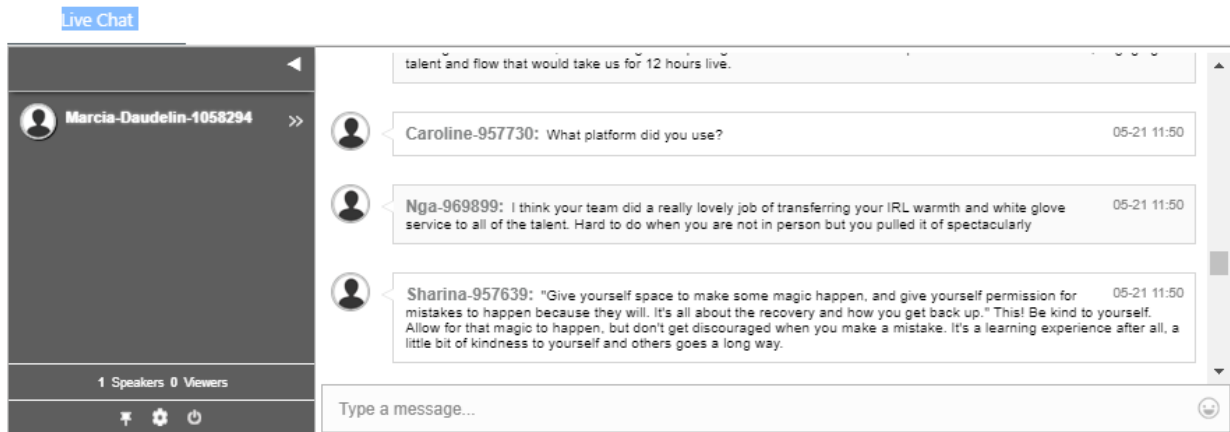 Live Chat
Marcia-Daudelin-1058294
1 Speakers 0 Viewers
talent and flow that would take us for 12 hours live.
Caroline-957730: What platform did you use? 05-21 11:50
Nga-969899: I think your team did a really lovely job of transferring your IRL warmth and white glove 05-21 11:50
service to all of the talent. Hard to do when you are not in person but you pulled it of spectacularly
Sharina-957639: "Give yourself space to make some magic happen, and give yourself permission for 05-21 11:50
mistakes to happen because they will. It's all about the recovery and how you get back up." This! Be kind to yourself.
Allow for that magic to happen, but don't get discouraged when you make a mistake. It's a learning experience after all, a
little bit of kindness to yourself and others goes a long way.
Type a message...